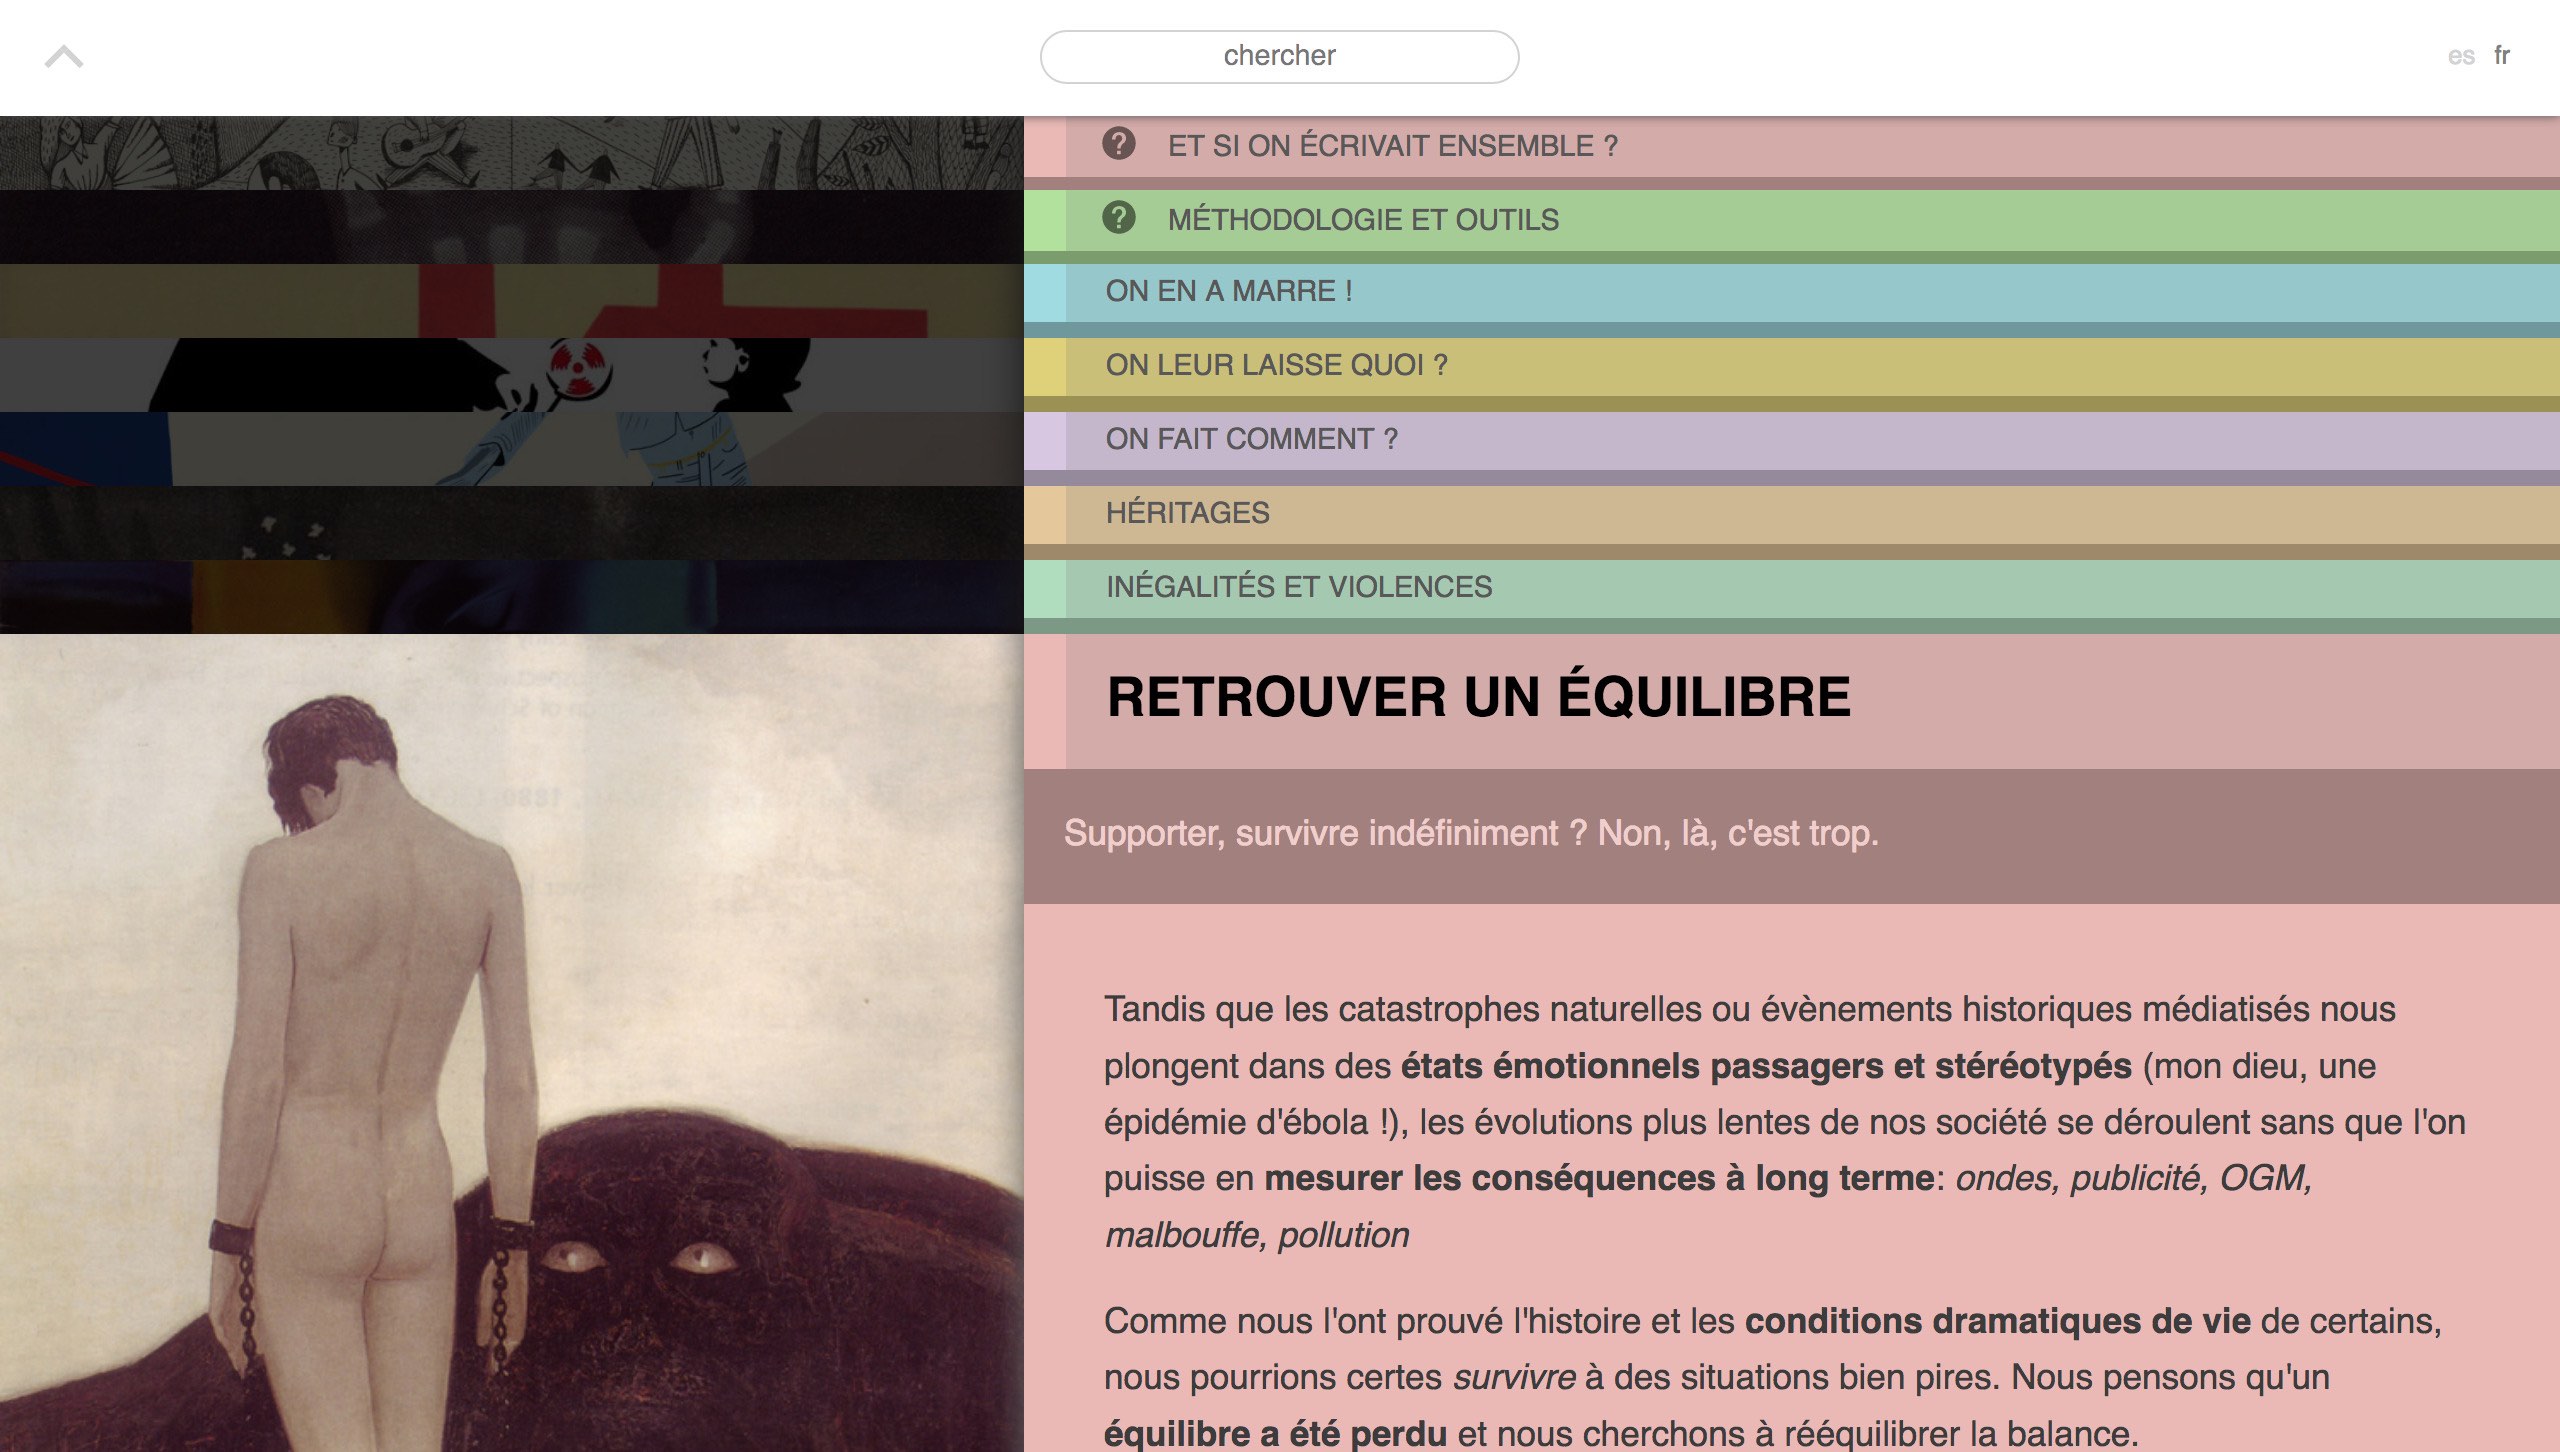 chercher
es fr
ET SI ON ÉCRIVAIT ENSEMBLE ?
MÉTHODOLOGIE ET OUTILS
ON EN A MARRE !
ON LEUR LAISSE QUOI ?
ON FAIT COMMENT ?
HÉRITAGES
INÉGALITÉS ET VIOLENCES
RETROUVER UN ÉQUILIBRE
Supporter, survivre indéfiniment ? Non, là, c'est trop.
Tandis que les catastrophes naturelles ou évènements historiques médiatisés nous
plongent dans des états émotionnels passagers et stéréotypés (mon dieu, une
épidémie d'ébola !), les évolutions plus lentes de nos société se déroulent sans que l'on
puisse en mesurer les conséquences à long terme: ondes, publicité, OGM,
malbouffe, pollution
Comme nous l'ont prouvé l'histoire et les conditions dramatiques de vie de certains,
nous pourrions certes survivre à des situations bien pires. Nous pensons qu'un
équilibre a été perdu et nous cherchons à rééquilibrer la balance.